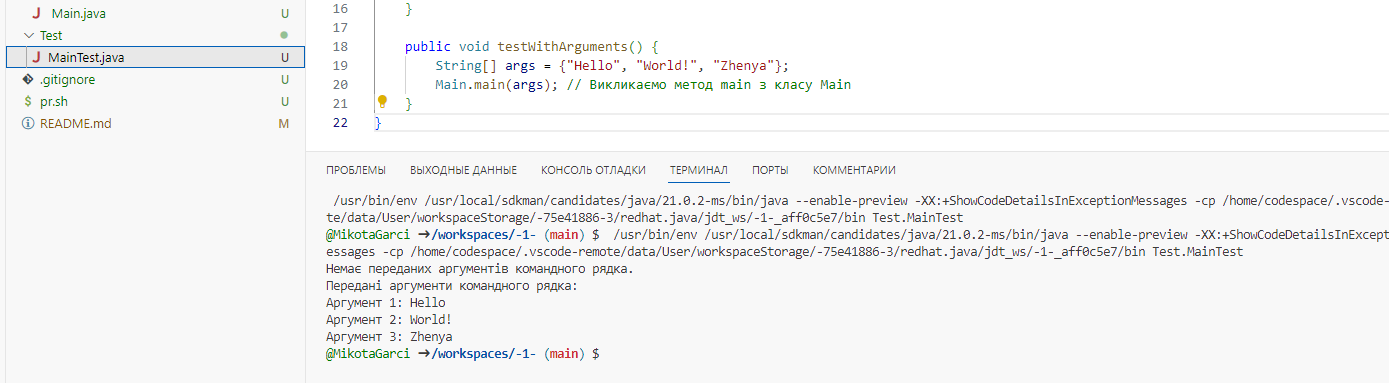 J Main.java U
Test
J MainTest.java U
.gitignore U
$ pr.sh U
README.md M
16 }
17
18 public void testWithArguments() {
19 String[] args = {"Hello", "World!", "Zhenya"};
20 Main.main(args); // Викликаємо метод main з класу Main
21 }
22 }
ПРОБЛЕМЫ ВЫХОДНЫЕ ДАННЫЕ КОНСОЛЬ ОТЛАДКИ ТЕРМИНАЛ ПОРТЫ КОММЕНТАРИИ
/usr/bin/env /usr/local/sdkman/candidates/java/21.0.2-ms/bin/java --enable-preview -XX:+ShowCodeDetailsInExceptionMessages -cp /home/codespace/.vscode-
te/data/User/workspaceStorage/-75e41886-3/redhat.java/jdt_ws/-1-_aff0c5e7/bin Test.MainTest
@MikotaGarci ➜/workspaces/-1- (main) $ /usr/bin/env /usr/local/sdkman/candidates/java/21.0.2-ms/bin/java --enable-preview -XX:+ShowCodeDetailsInExcept
essages -cp /home/codespace/.vscode-remote/data/User/workspaceStorage/-75e41886-3/redhat.java/jdt_ws/-1-_aff0c5e7/bin Test.MainTest
Немає переданих аргументів командного рядка.
Передані аргументи командного рядка:
Аргумент 1: Hello
Аргумент 2: World!
Аргумент 3: Zhenya
@MikotaGarci ➜/workspaces/-1- (main) $